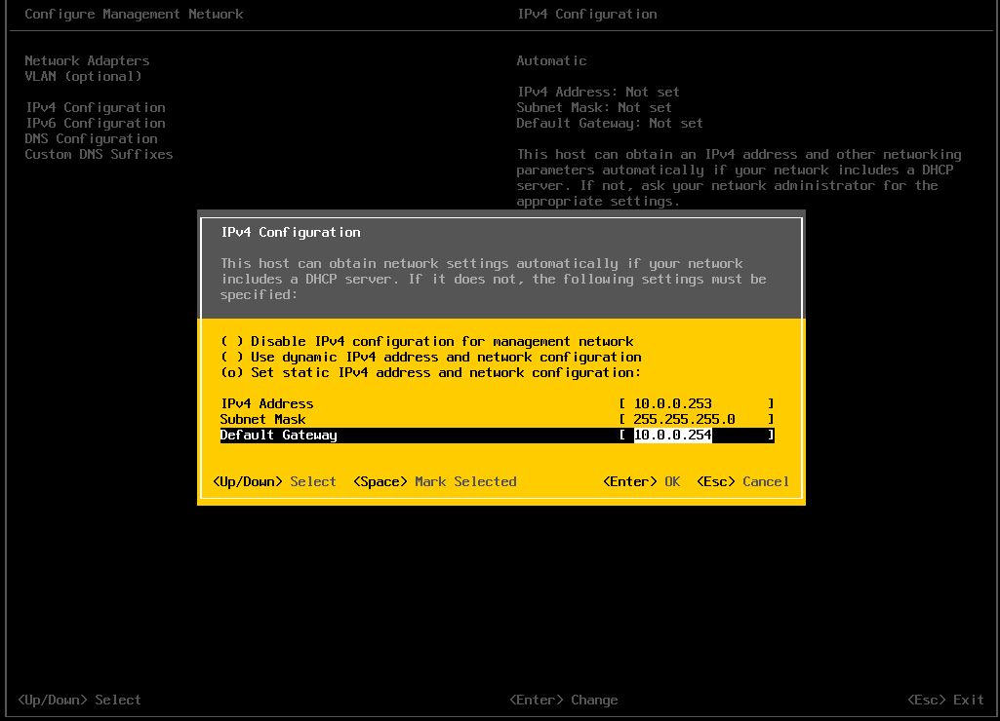 Configure Management Network
IPv4 Configuration
Network Adapters
VLAN (optional)
IPv4 Configuration
IPv6 Configuration
DNS Configuration
Custom DNS Suffixes
Automatic
IPv4 Address: Not set
Subnet Mask: Not set
Default Gateway: Not set
This host can obtain an IPv4 address and other networking
parameters automatically if your network includes a DHCP
server. If not, ask your network administrator for the
appropriate settings.
IPv4 Configuration
This host can obtain network settings automatically if your network
includes a DHCP server. If it does not, the following settings must be
specified:
( ) Disable IPv4 configuration for management network
( ) Use dynamic IPv4 address and network configuration
(o) Set static IPv4 address and network configuration:
IPv4 Address [ 10.0.0.253 ]
Subnet Mask [ 255.255.255.0 ]
Default Gateway [ 10.0.0.254 ]
<Up/Down> Select <Space> Mark Selected <Enter> OK <Esc> Cancel
<Up/Down> Select <Enter> Change <Esc> Exit